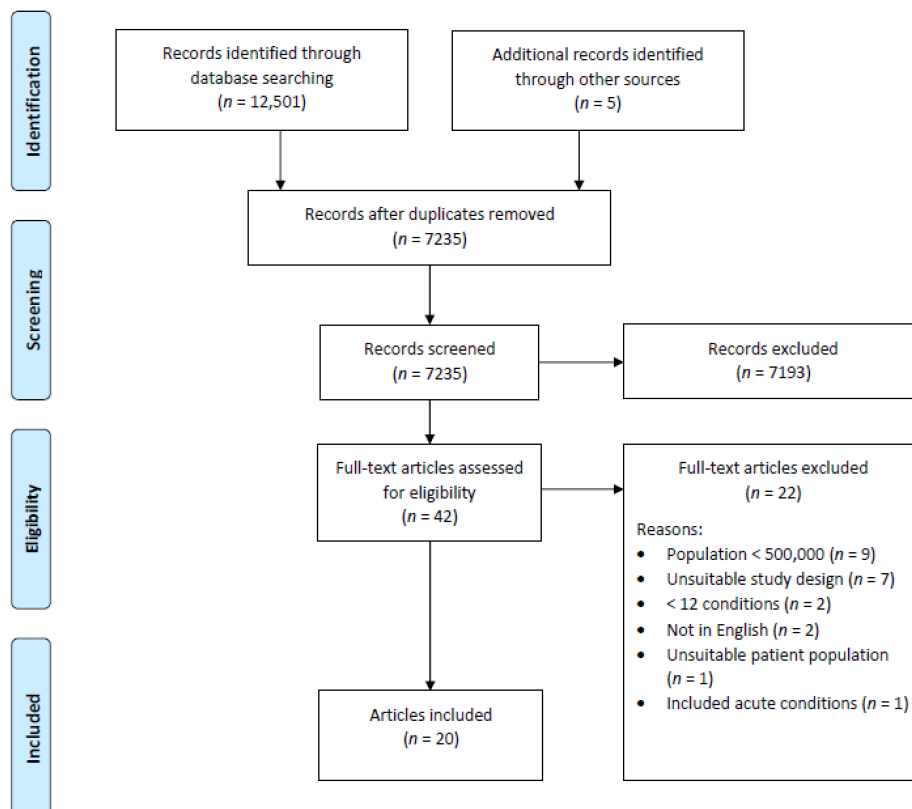 Identification
Records identified through
database searching
(n = 12,501)
Additional records identified
through other sources
(n = 5)
Records after duplicates removed
(n = 7235)
Screening
Records screened
(n = 7235)
Records excluded
(n = 7193)
Eligibility
Full-text articles assessed
for eligibility
(n = 42)
Full-text articles excluded
(n = 22)
Reasons:
• Population < 500,000 (n = 9)
• Unsuitable study design (n = 7)
• < 12 conditions (n = 2)
• Not in English (n = 2)
• Unsuitable patient population
(n = 1)
• Included acute conditions (n = 1)
Included
Articles included
(n = 20)